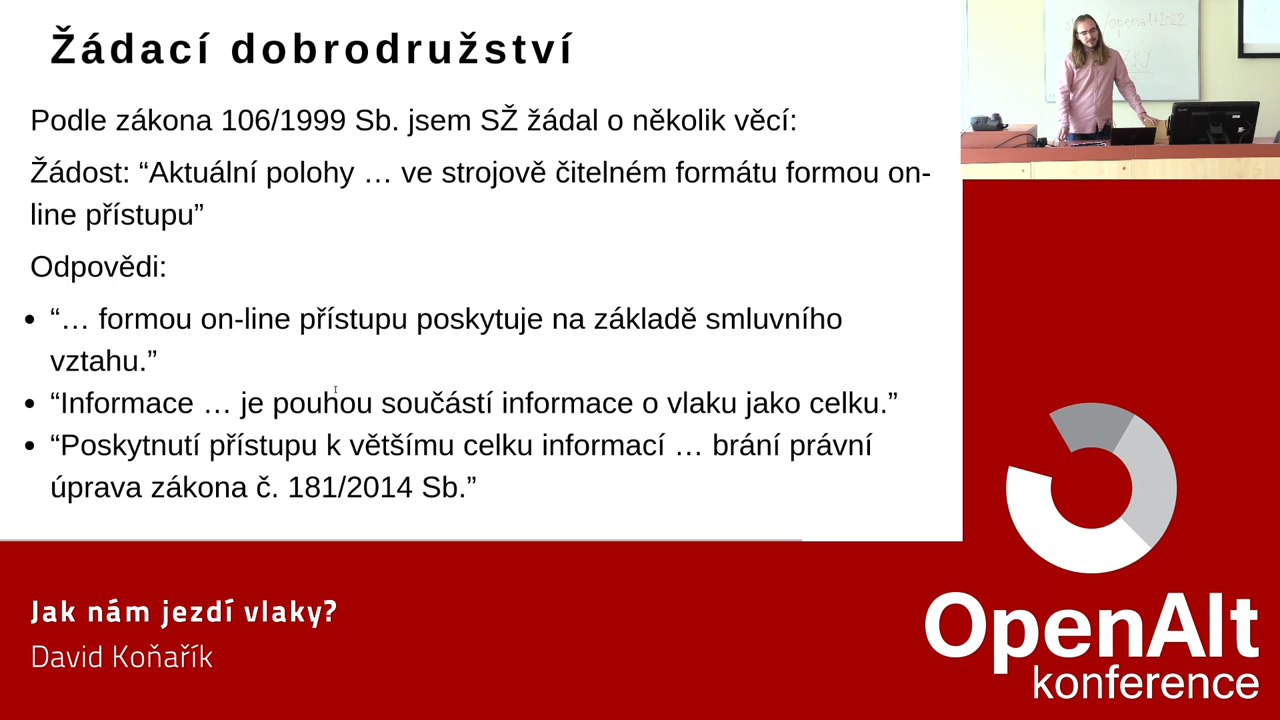 Žádací dobrodružství
Podle zákona 106/1999 Sb. jsem SŽ žádal o několik věcí:
Žádost: “Aktuální polohy … ve strojově čitelném formátu formou on-
line přístupu”
Odpovědi:
“… formou on-line přístupu poskytuje na základě smluvního
vztahu.”
“Informace … je pouhou součástí informace o vlaku jako celku.”
“Poskytnutí přístupu k většímu celku informací … brání právní
úprava zákona č. 181/2014 Sb.”
Jak nám jezdí vlaky?
David Koňařík
OpenAlt
konference